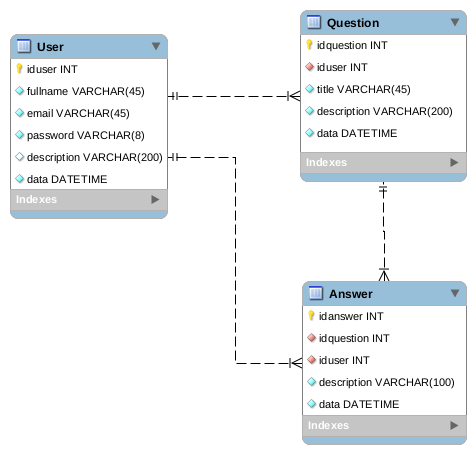 User
iduser INT
fullname VARCHAR(45)
email VARCHAR(45)
password VARCHAR(8)
description VARCHAR(200)
data DATETIME
Indexes
Question
idquestion INT
iduser INT
title VARCHAR(45)
description VARCHAR(200)
data DATETIME
Indexes
Answer
idanswer INT
idquestion INT
iduser INT
description VARCHAR(100)
data DATETIME
Indexes